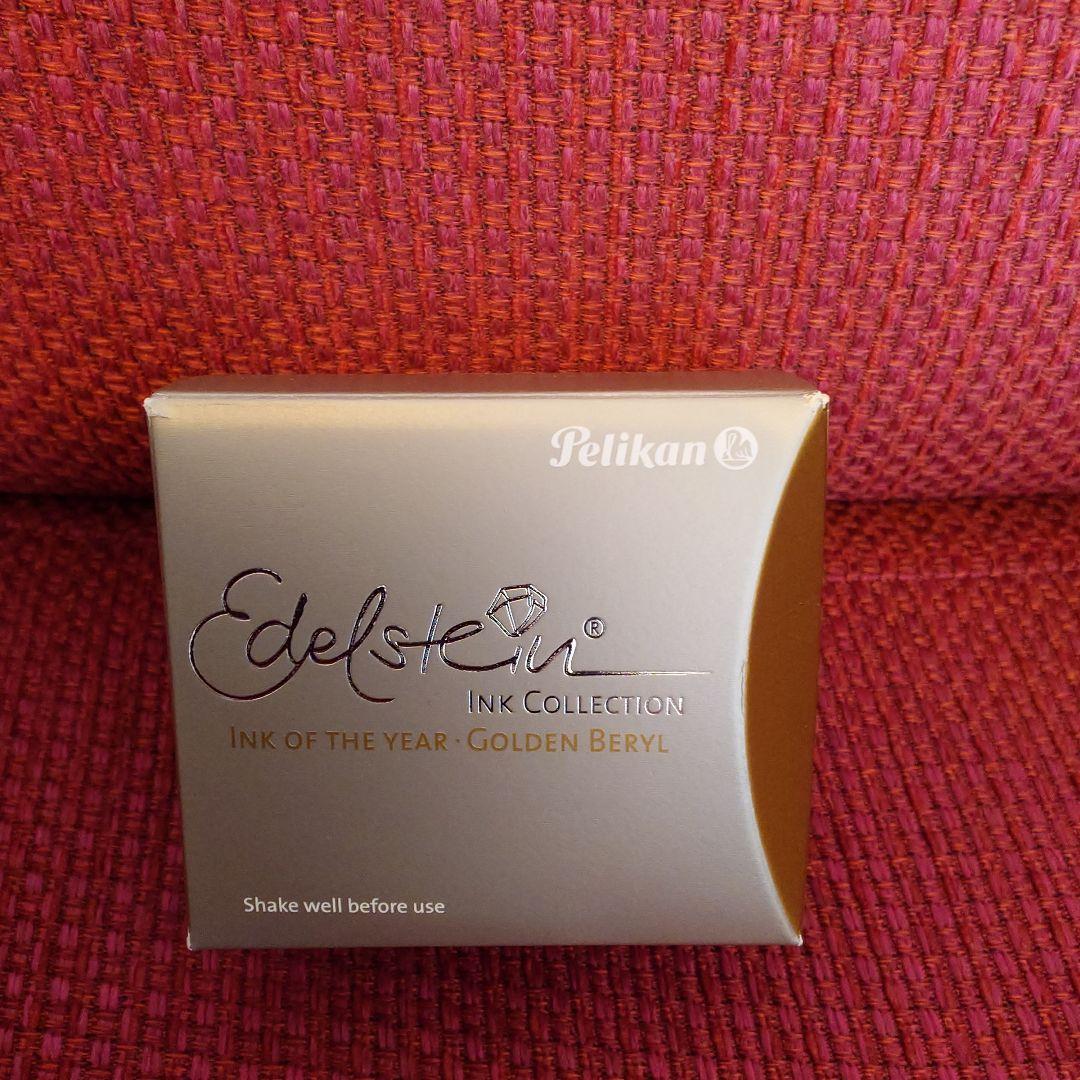 Pelikan
Edelstein®
INK COLLECTION
INK OF THE YEAR · GOLDEN BERYL
Shake well before use